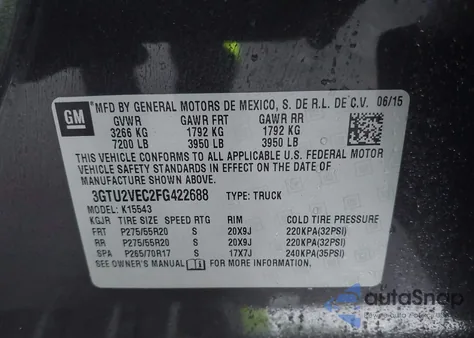 GM MFD BY GENERAL MOTORS DE MEXICO, S. DE R.L. DE C.V. 06/15
GVWR GAWR FRT GAWR RR
3266 KG 1792 KG 1792 KG
7200 LB 3950 LB 3950 LB
THIS VEHICLE CONFORMS TO ALL APPLICABLE U.S. FEDERAL MOTOR
VEHICLE SAFETY STANDARDS IN EFFECT ON THE DATE OF
MANUFACTURE SHOWN ABOVE.
3GTU2VEC2FG422688 TYPE: TRUCK
MODEL: K15543
KGJR TIRE SIZE SPEED RTG RIM COLD TIRE PRESSURE
FRT P275/55R20 S 20X9J 220KPA(32PSI)
RR P275/55R20 S 20X9J 220KPA(32PSI)
SPA P265/70R17 S 17X7J 240KPA(35PSI)
SEE OWNER'S MANUAL FOR MORE INFORMATION
autoSnap